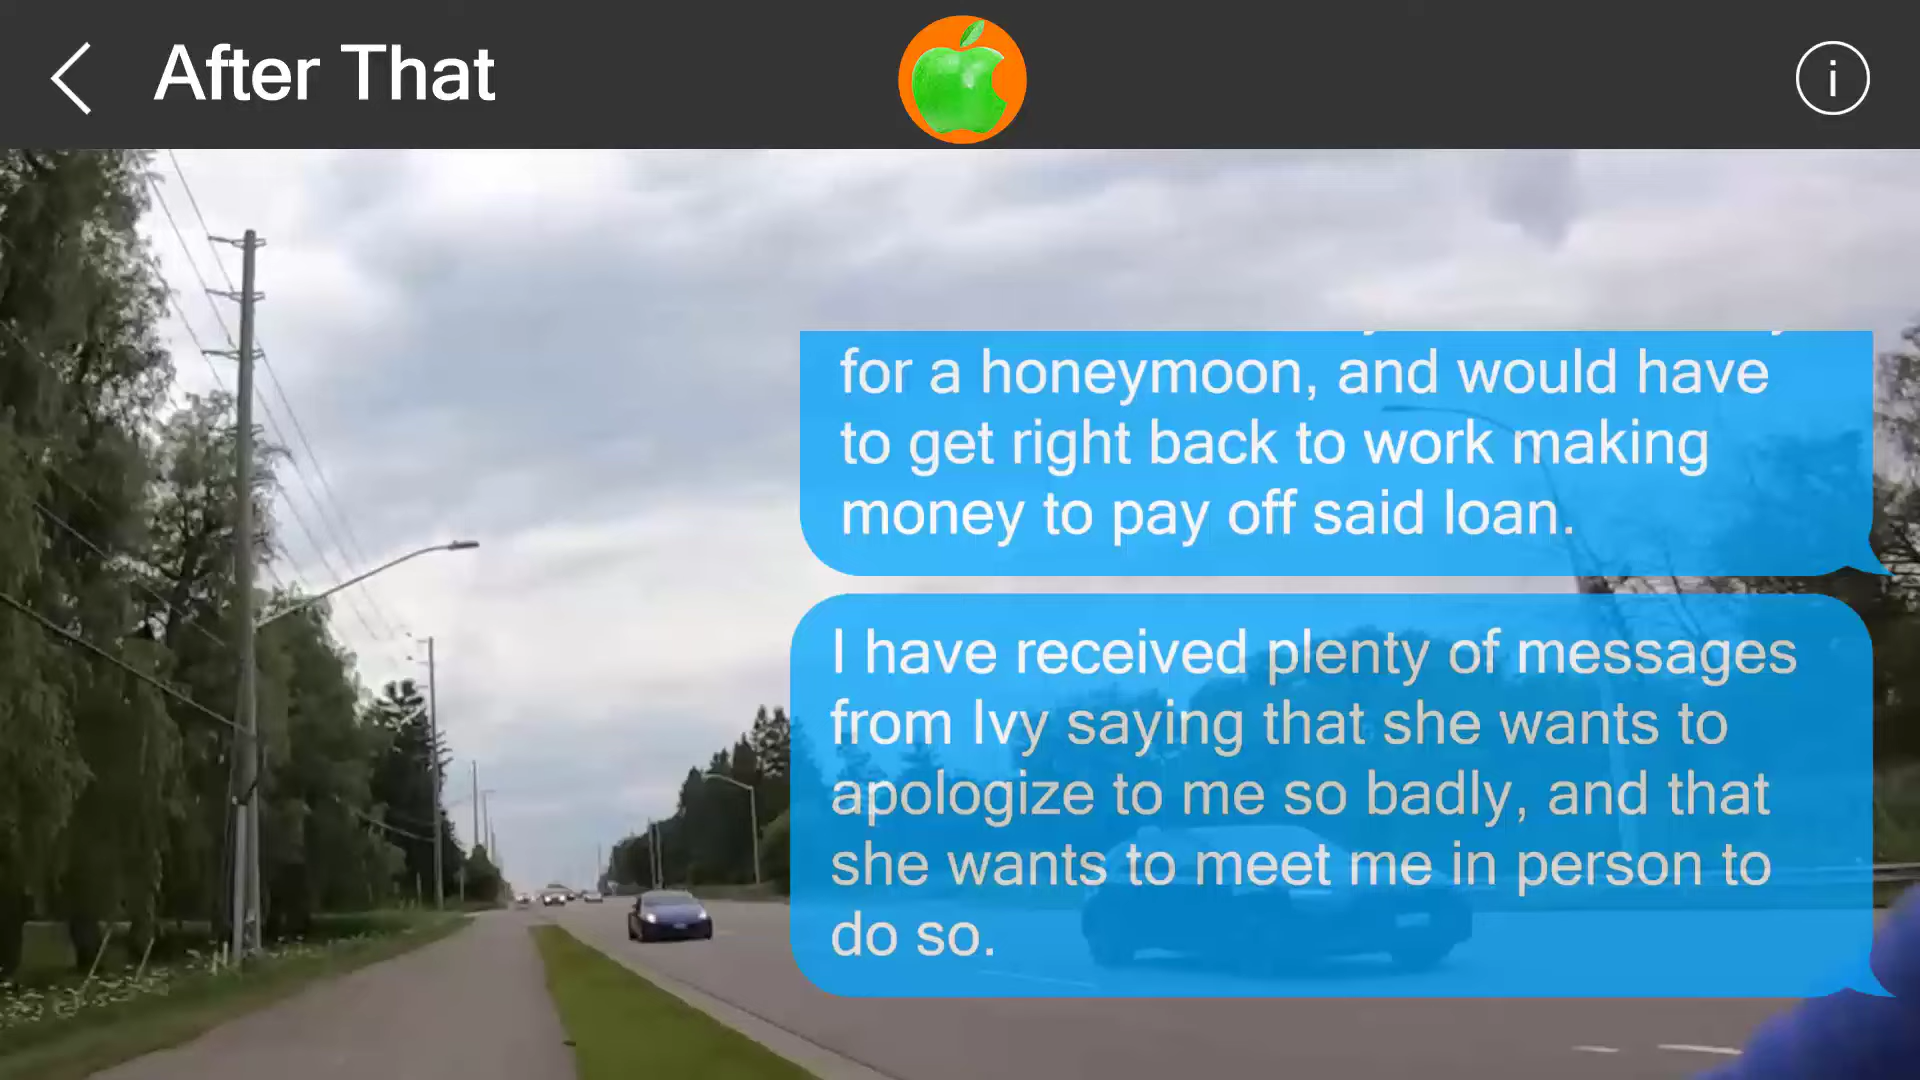 After That
i
for a honeymoon, and would have
to get right back to work making
money to pay off said loan.
I have received plenty of messages
from Ivy saying that she wants to
apologize to me so badly, and that
she wants to meet me in person to
do so.